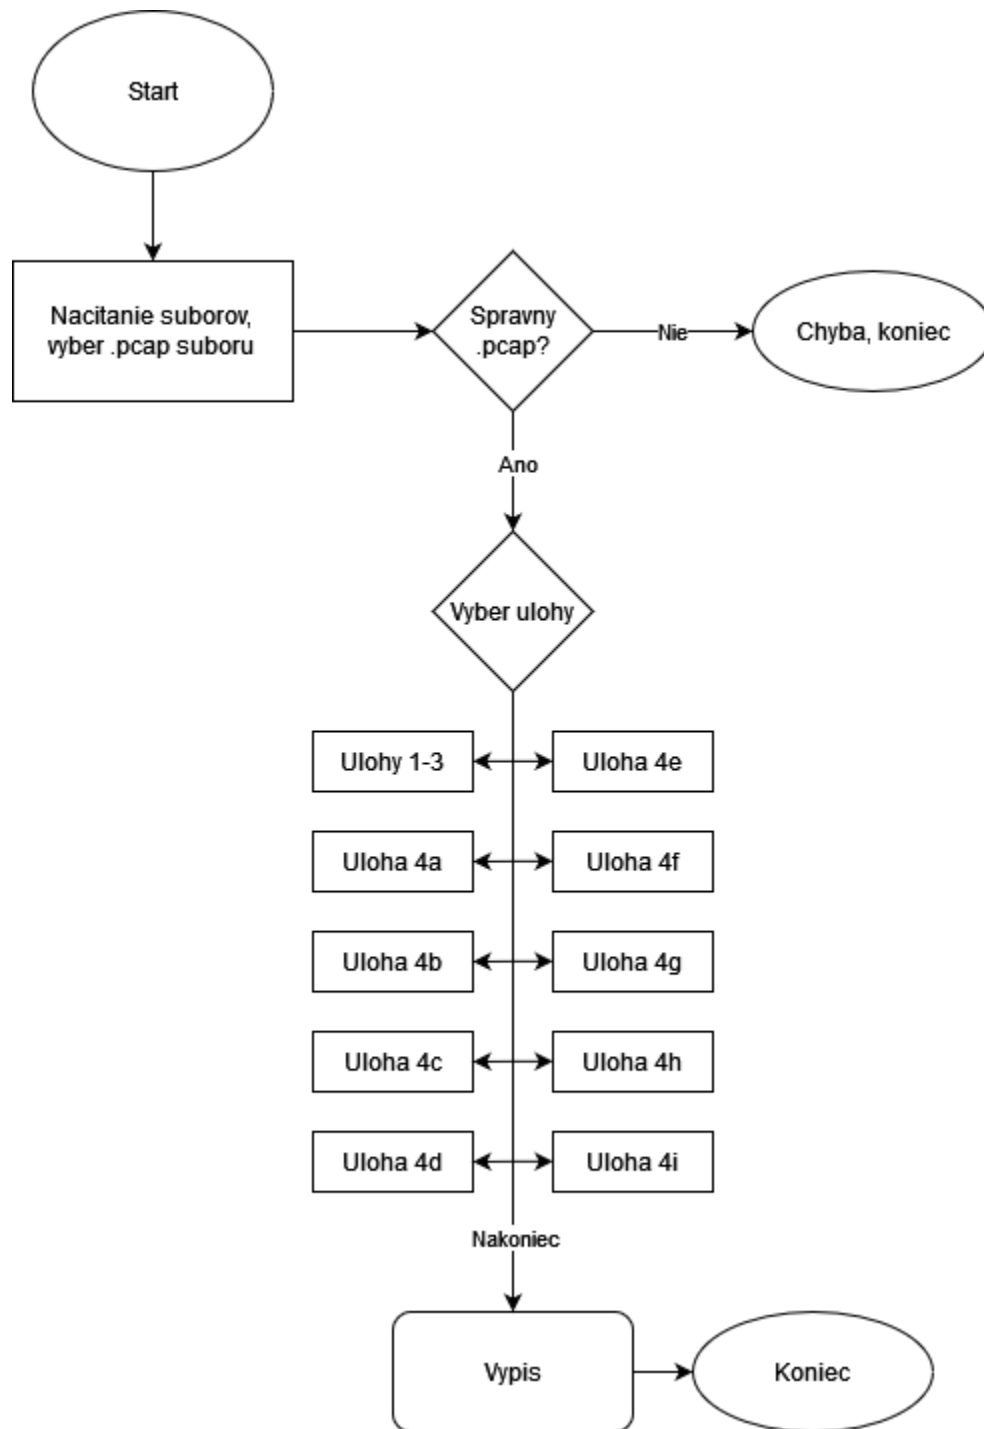 Start
Nacitanie suborov,
vyber .pcap suboru
Spravny
.pcap?
Nie
Chyba, koniec
Ano
Vyber ulohy
Ulohy 1-3
Uloha 4e
Uloha 4a
Uloha 4f
Uloha 4b
Uloha 4g
Uloha 4c
Uloha 4h
Uloha 4d
Uloha 4i
Nakoniec
Vypis
Koniec